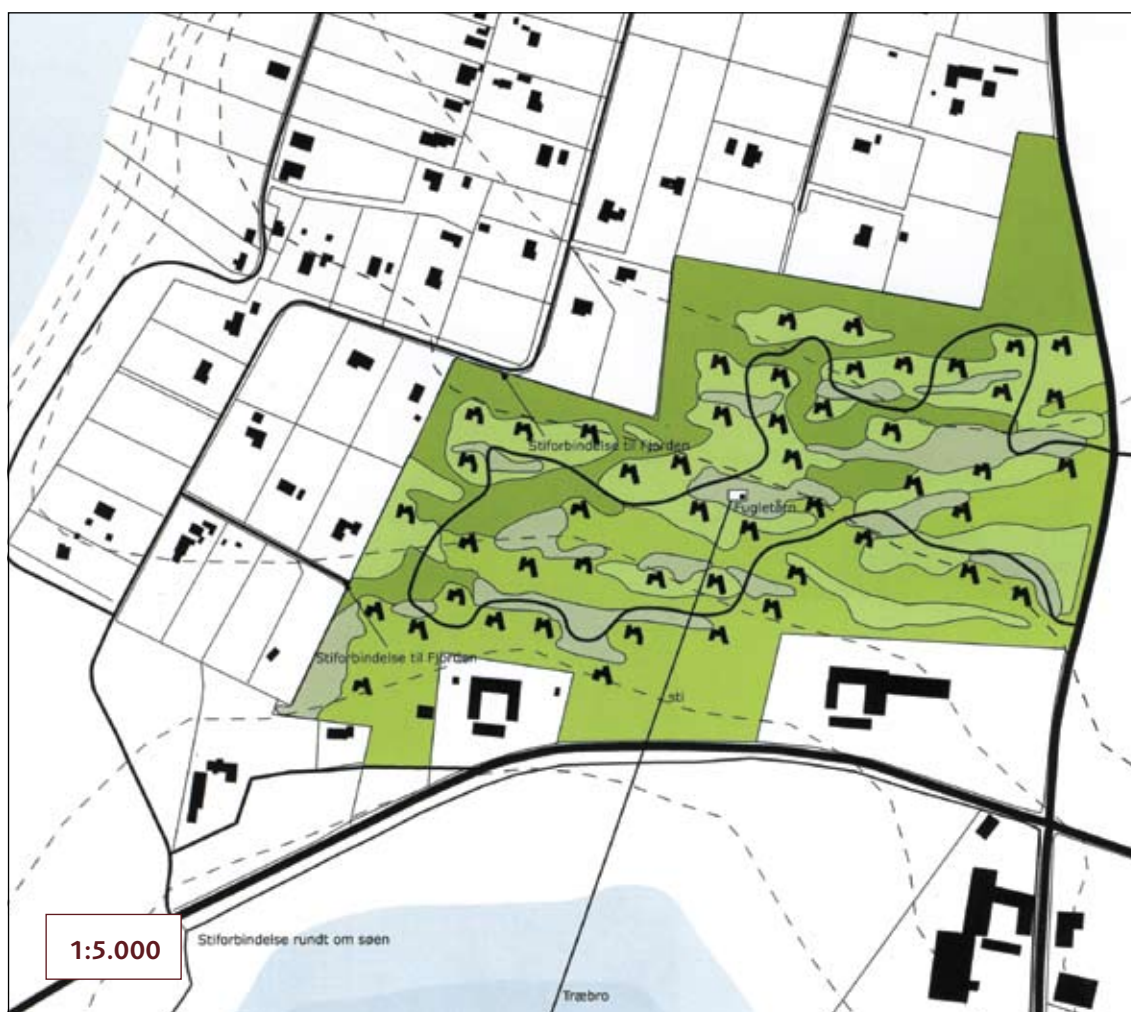 Stiforbindelse til Fjorden
Fugletårn
Stiforbindelse til Fjorden
sti
1:5.000
Stiforbindelse rundt om søen
Træbro